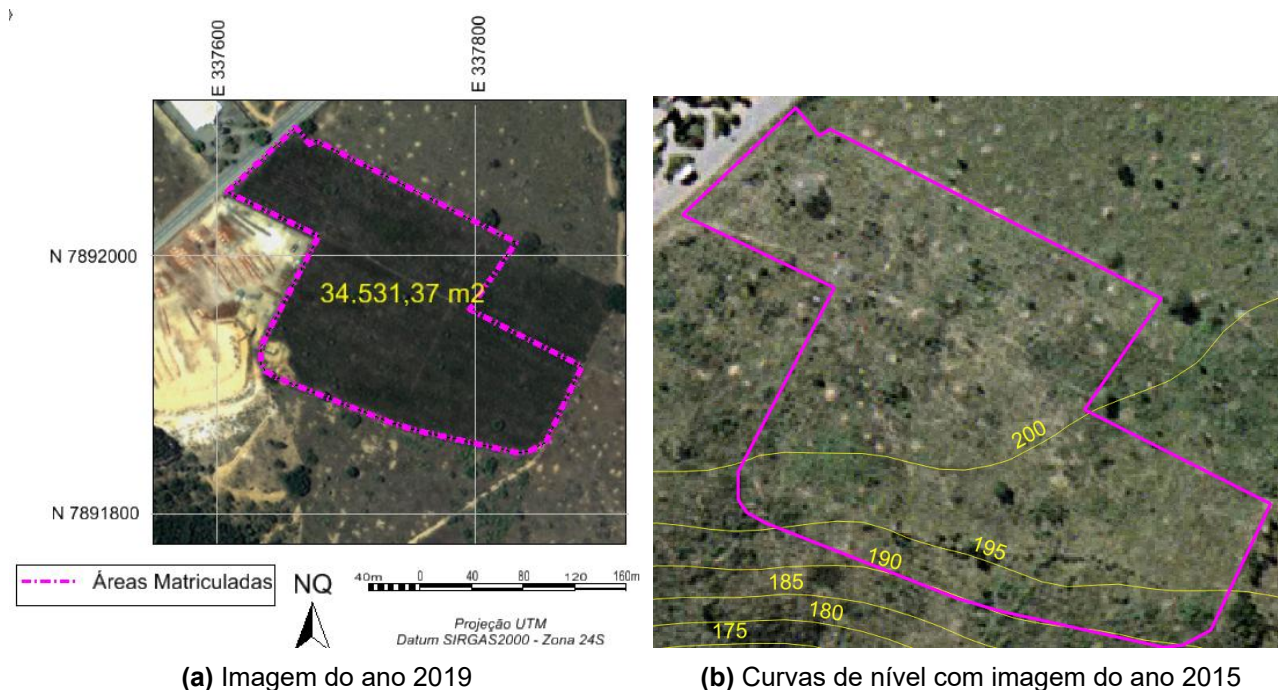 E 337600
E 337800
N 7892000
34.531,37 m2
N 7891800
Áreas Matriculadas
NQ
40m 0 40 80 120 160m
Projeção UTM
Datum SIRGAS2000 - Zona 24S
(a) Imagem do ano 2019
200
195
190
185
180
175
(b) Curvas de nível com imagem do ano 2015